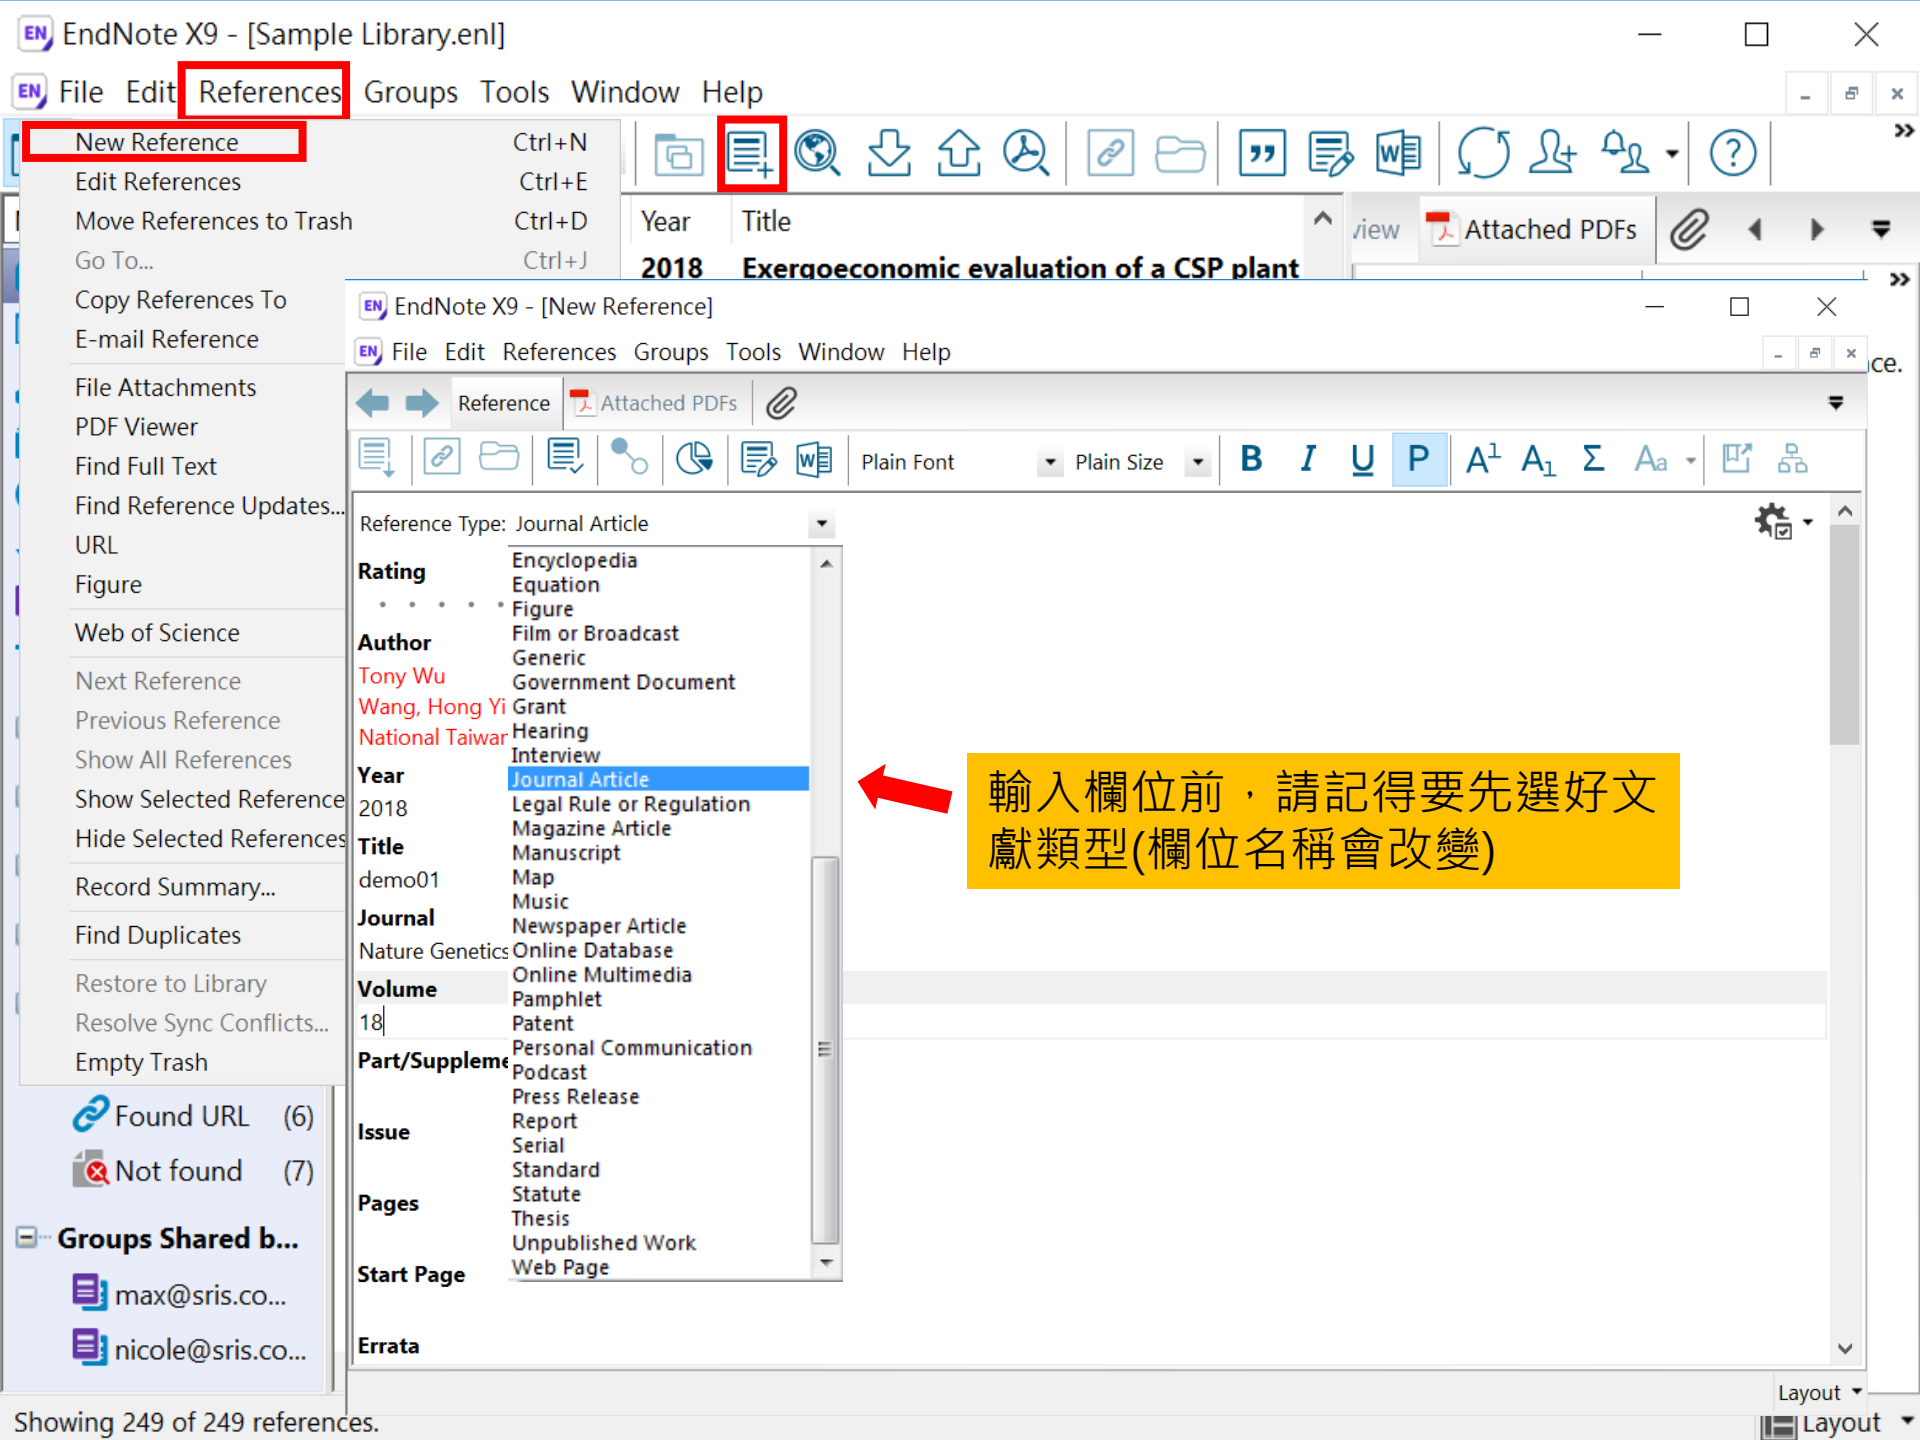 EndNote X9 - [Sample Library.enl]
File Edit References Groups Tools Window Help
New Reference Ctrl+N
Edit References Ctrl+E
Move References to Trash Ctrl+D
Go To... Ctrl+J
Copy References To
E-mail Reference
File Attachments
PDF Viewer
Find Full Text
Find Reference Updates...
URL
Figure
Web of Science
Next Reference
Previous Reference
Show All References
Show Selected Reference
Hide Selected References
Record Summary...
Find Duplicates
Restore to Library
Resolve Sync Conflicts...
Empty Trash
Found URL (6)
Not found (7)
Groups Shared b...
max@sris.co...
nicole@sris.co...
Showing 249 of 249 references.
Year Title
2018 Exergoeconomic evaluation of a CSP plant
view Attached PDFs
ce.
EndNote X9 - [New Reference]
File Edit References Groups Tools Window Help
Reference Attached PDFs
Plain Font Plain Size B I U P A1 A1 Σ Aa
Reference Type: Journal Article
Rating
Author
Tony Wu
Wang, Hong Yi
National Taiwan
Year
2018
Title
demo01
Journal
Nature Genetics
Volume
18
Part/Suppleme
Issue
Pages
Start Page
Errata
Encyclopedia
Equation
Figure
Film or Broadcast
Generic
Government Document
Grant
Hearing
Interview
Journal Article
Legal Rule or Regulation
Magazine Article
Manuscript
Map
Music
Newspaper Article
Online Database
Online Multimedia
Pamphlet
Patent
Personal Communication
Podcast
Press Release
Report
Serial
Standard
Statute
Thesis
Unpublished Work
Web Page
輸入欄位前，請記得要先選好文
獻類型(欄位名稱會改變)
Layout
Layout